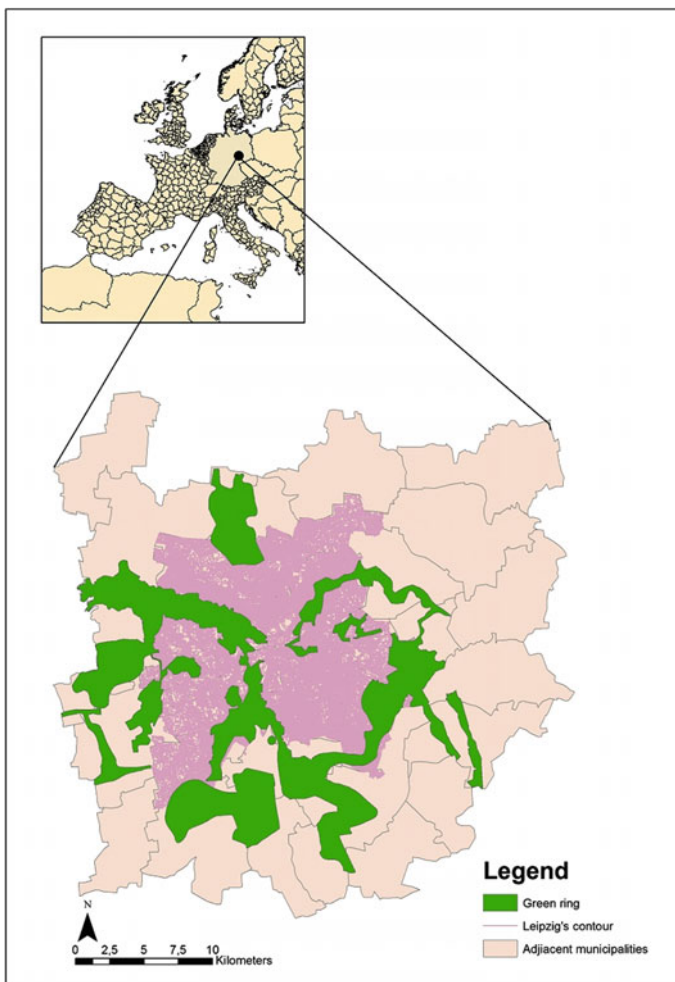 Legend
Green ring
Leipzig's contour
Adjiacent municipalities
N
0 2,5 5 7,5 10
Kilometers